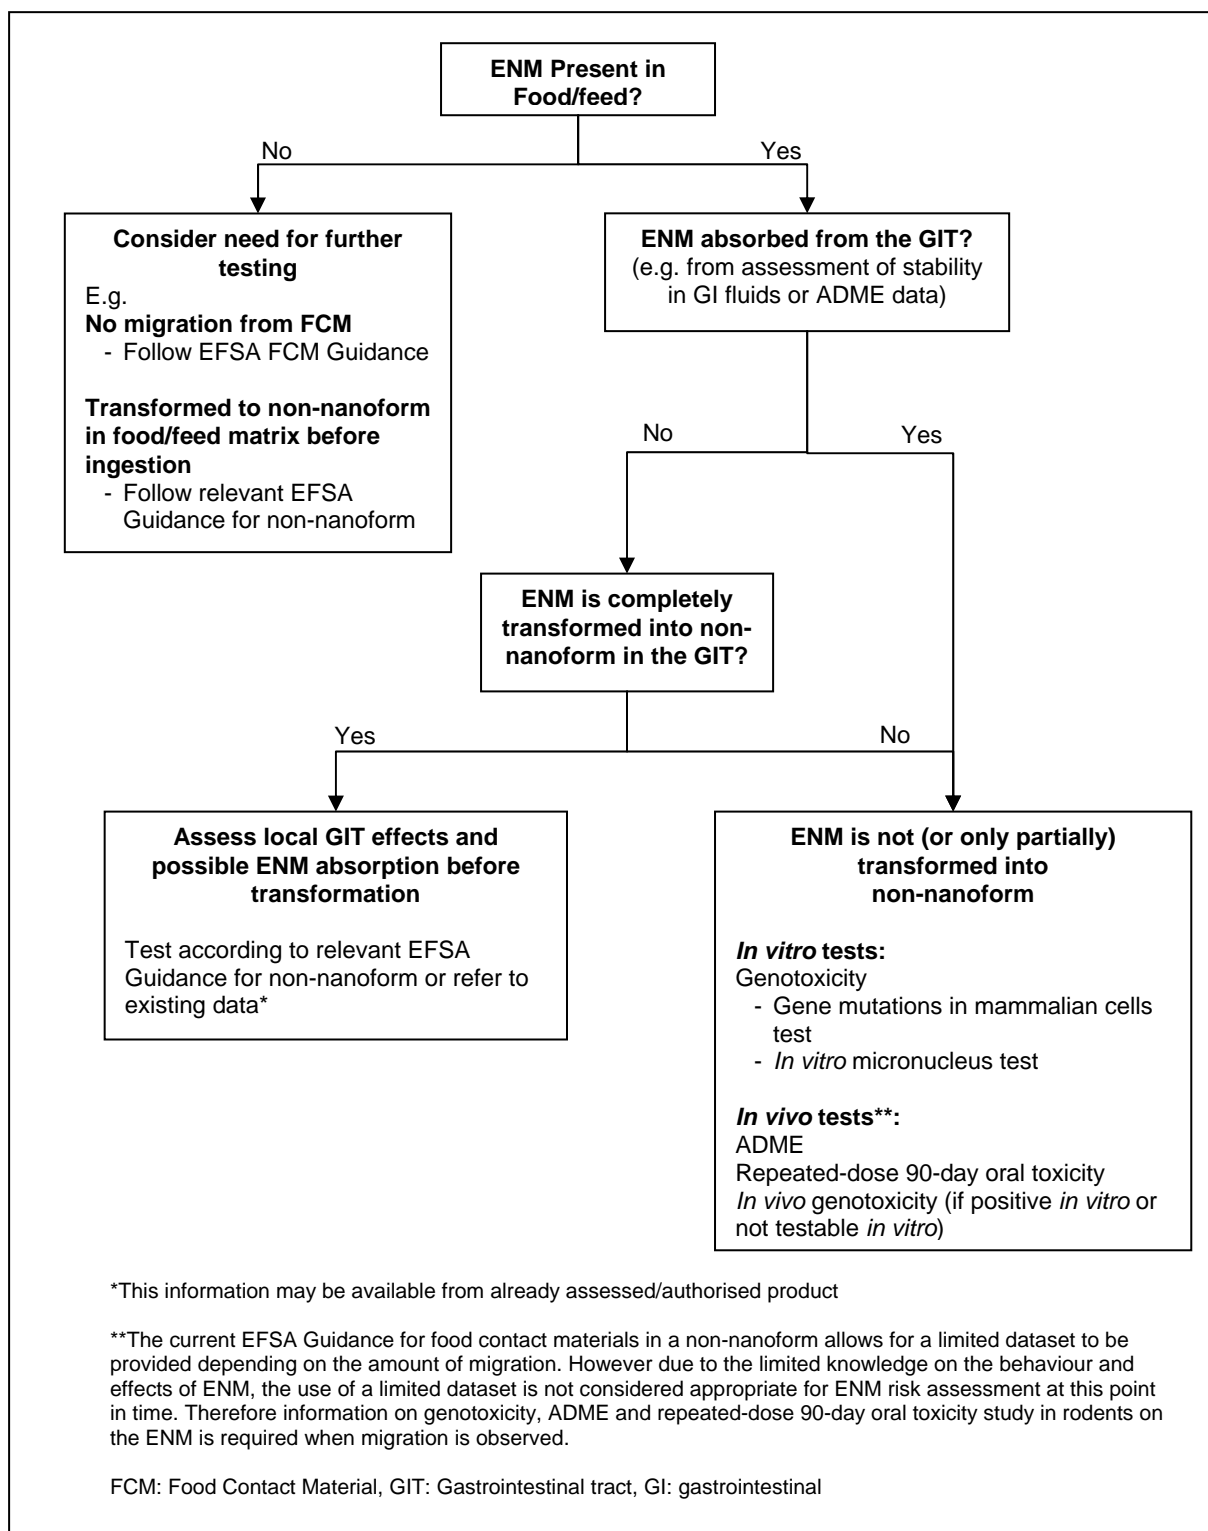 ENM Present in
Food/feed?
No
Yes
Consider need for further
testing
E.g.
No migration from FCM
- Follow EFSA FCM Guidance
Transformed to non-nanoform
in food/feed matrix before
ingestion
- Follow relevant EFSA
Guidance for non-nanoform
ENM absorbed from the GIT?
(e.g. from assessment of stability
in GI fluids or ADME data)
No
Yes
ENM is completely
transformed into non-
nanoform in the GIT?
Yes
No
Assess local GIT effects and
possible ENM absorption before
transformation
Test according to relevant EFSA
Guidance for non-nanoform or refer to
existing data*
ENM is not (or only partially)
transformed into
non-nanoform
In vitro tests:
Genotoxicity
- Gene mutations in mammalian cells
test
- In vitro micronucleus test
In vivo tests**:
ADME
Repeated-dose 90-day oral toxicity
In vivo genotoxicity (if positive in vitro or
not testable in vitro)
*This information may be available from already assessed/authorised product
**The current EFSA Guidance for food contact materials in a non-nanoform allows for a limited dataset to be
provided depending on the amount of migration. However due to the limited knowledge on the behaviour and
effects of ENM, the use of a limited dataset is not considered appropriate for ENM risk assessment at this point
in time. Therefore information on genotoxicity, ADME and repeated-dose 90-day oral toxicity study in rodents on
the ENM is required when migration is observed.
FCM: Food Contact Material, GIT: Gastrointestinal tract, GI: gastrointestinal